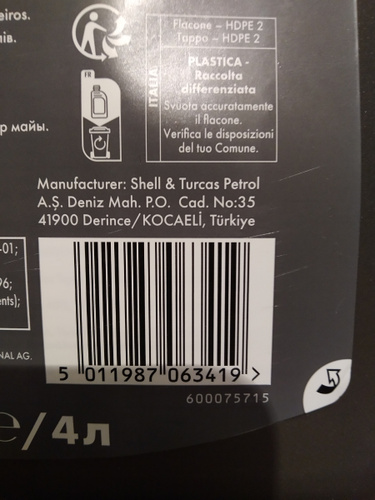 eiros.
лів.
р майы.
FR
ITALIA
Flacone – HDPE 2
Tappo – HDPE 2
PLASTICA -
Raccolta
differenziata
Svuota accuratamente
il flacone.
Verifica le disposizioni
del tuo Comune.
Manufacturer: Shell & Turcas Petrol
A.Ş. Deniz Mah. P.O. Cad. No:35
41900 Derince/KOCAELİ, Türkiye
-01;
96;
ents);
NAL AG.
5 011987 063419 >
600075715
e/4л